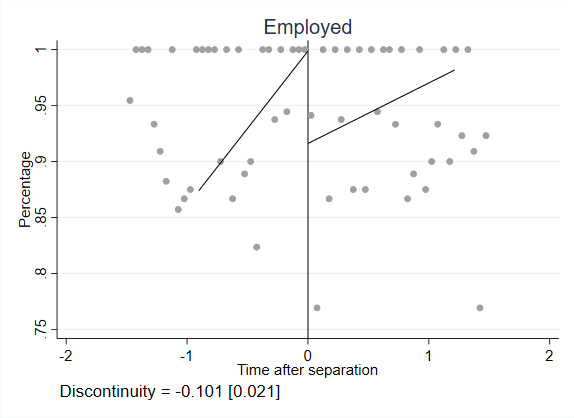 Employed
Percentage
1
.95
.9
.85
.8
.75
-2
-1
0
1
2
Time after separation
Discontinuity = -0.101 [0.021]